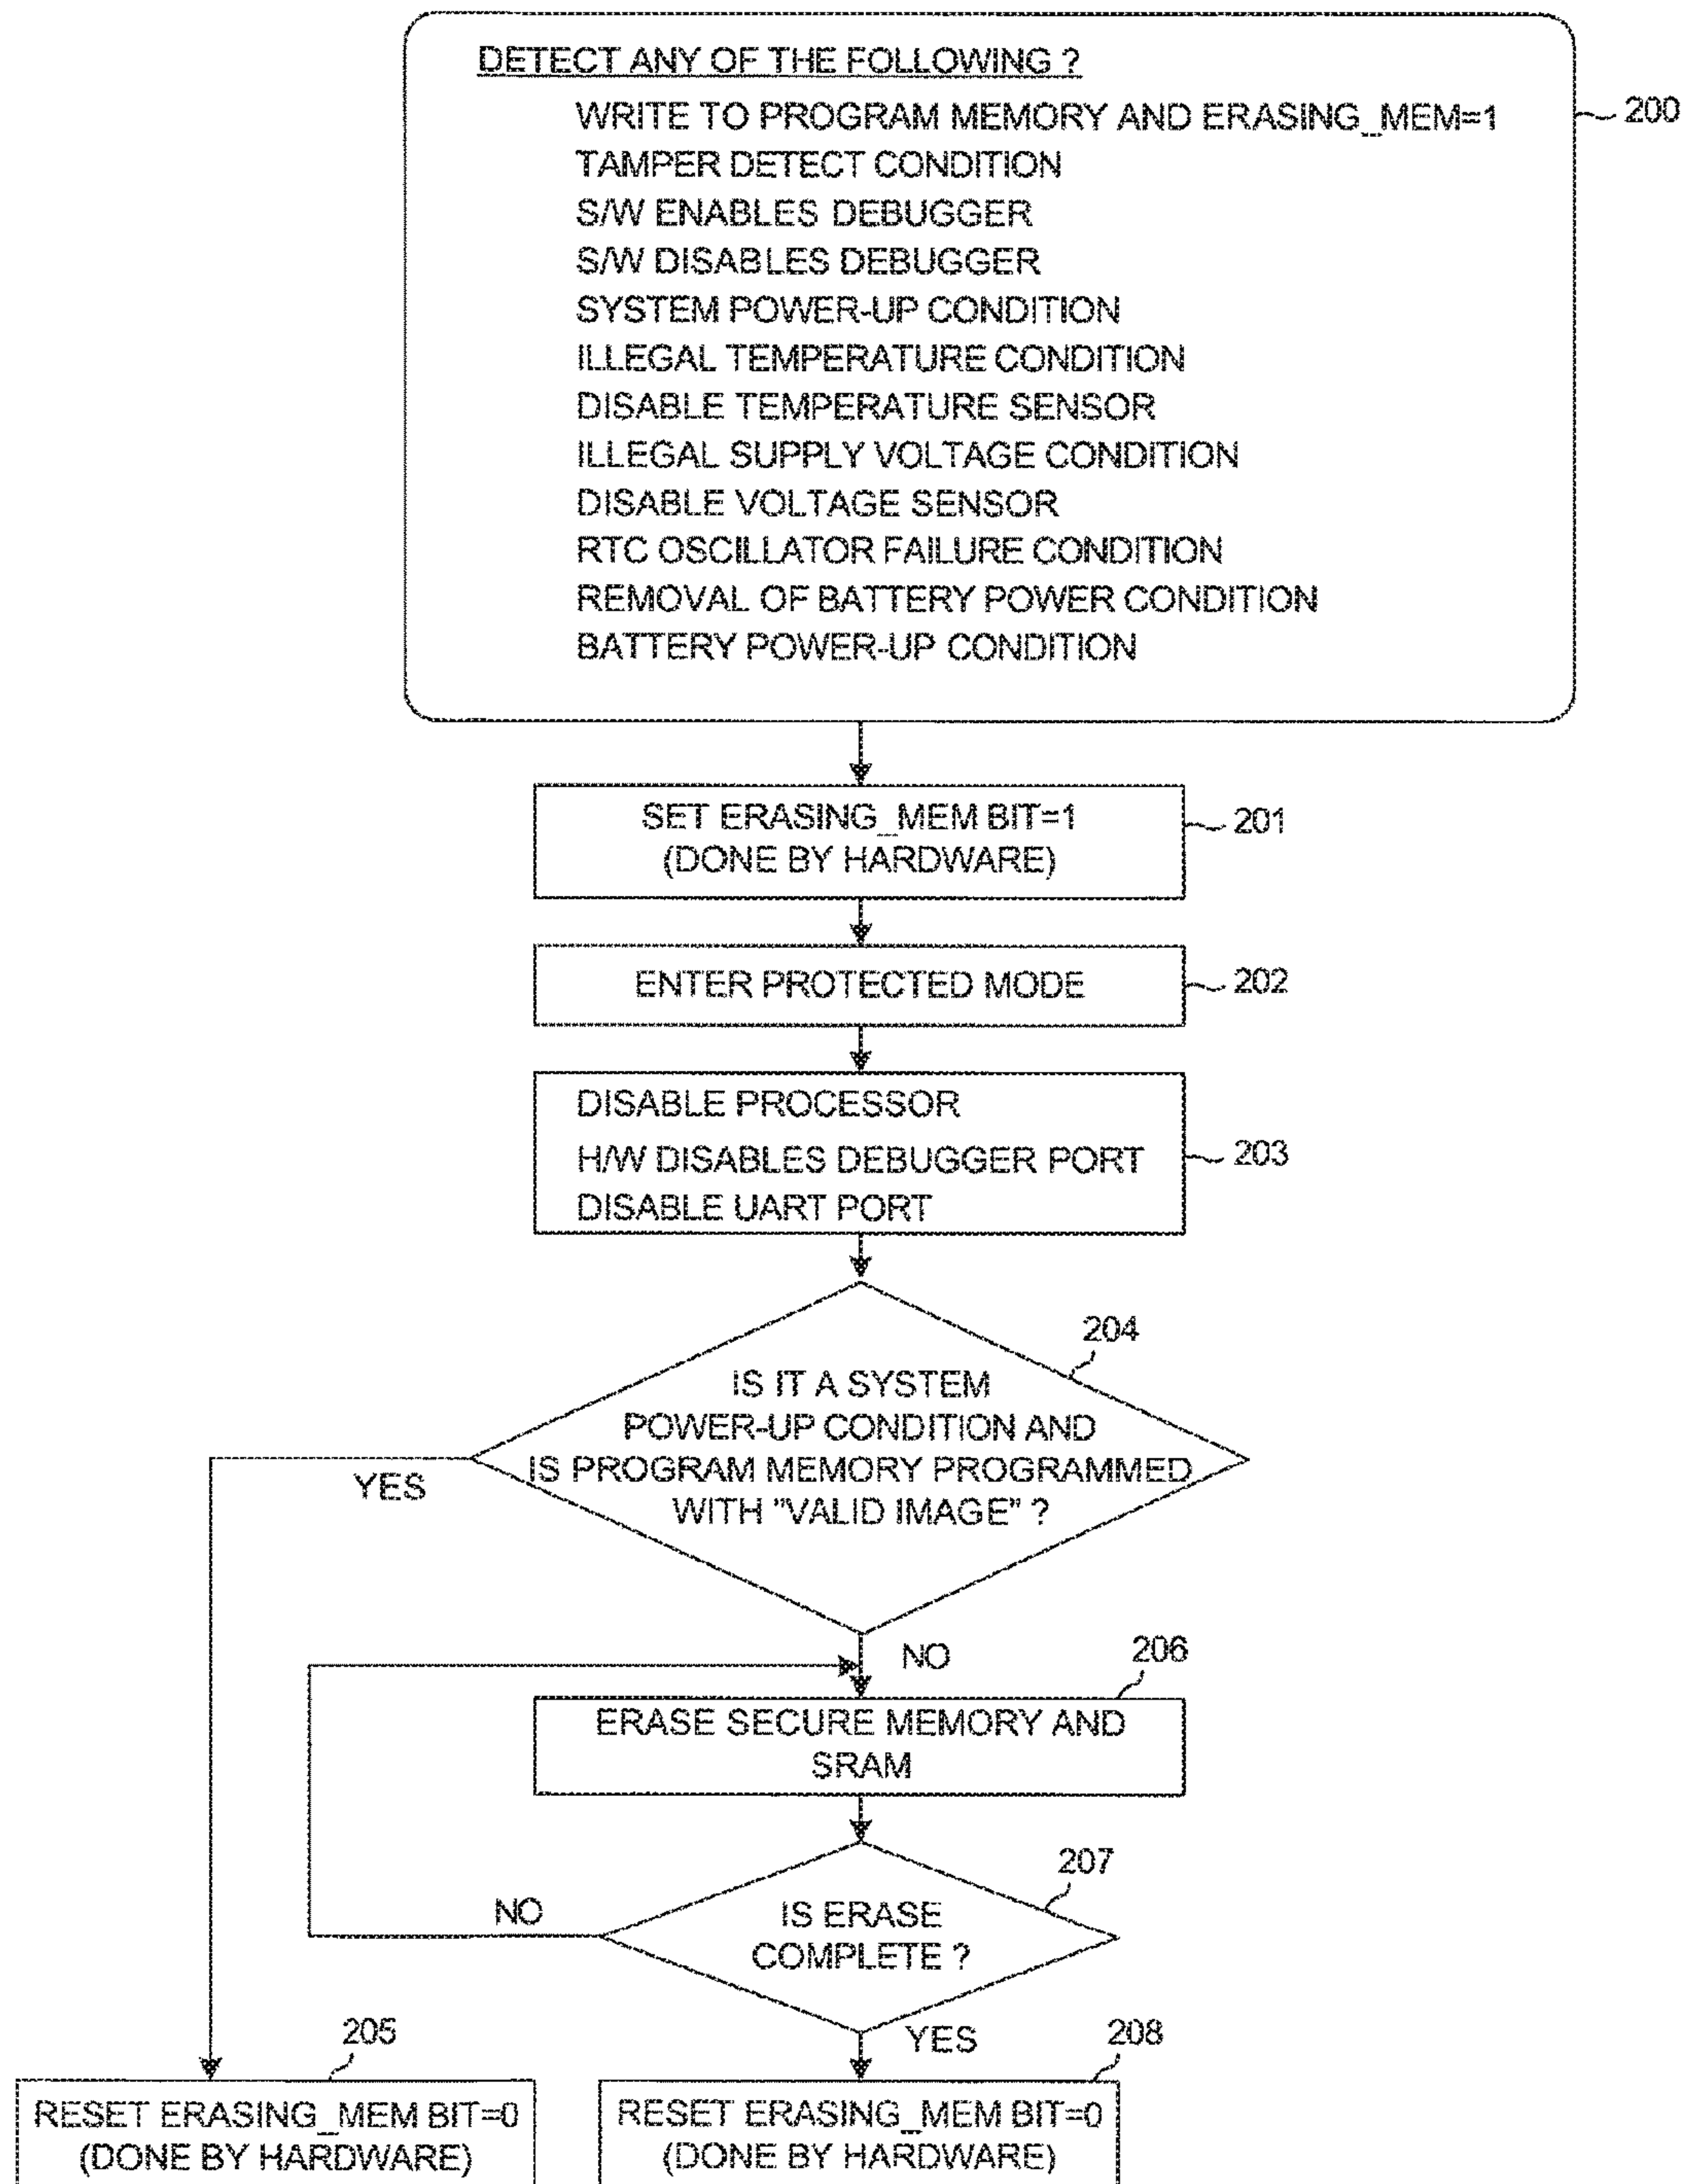 DETECT ANY OF THE FOLLOWING ?
WRITE TO PROGRAM MEMORY AND ERASING_MEM=1
200
TAMPER DETECT CONDITION
S/W ENABLES DEBUGGER
S/W DISABLES DEBUGGER
SYSTEM POWER-UP CONDITION
ILLEGAL TEMPERATURE CONDITION
DISABLE TEMPERATURE SENSOR
ILLEGAL SUPPLY VOLTAGE CONDITION
DISABLE VOLTAGE SENSOR
RTC OSCILLATOR FAILURE CONDITION
REMOVAL OF BATTERY POWER CONDITION
BATTERY POWER-UP CONDITION
SET ERASING_MEM BIT=1
(DONE BY HARDWARE)
201
ENTER PROTECTED MODE
202
DISABLE PROCESSOR
H/W DISABLES DEBUGGER PORT
DISABLE UART PORT
203
204
IS IT A SYSTEM
POWER-UP CONDITION AND
IS PROGRAM MEMORY PROGRAMMED
WITH "VALID IMAGE" ?
YES
NO
206
ERASE SECURE MEMORY AND
SRAM
207
IS ERASE
COMPLETE ?
NO
YES
205
RESET ERASING_MEM BIT=0
(DONE BY HARDWARE)
208
RESET ERASING_MEM BIT=0
(DONE BY HARDWARE)